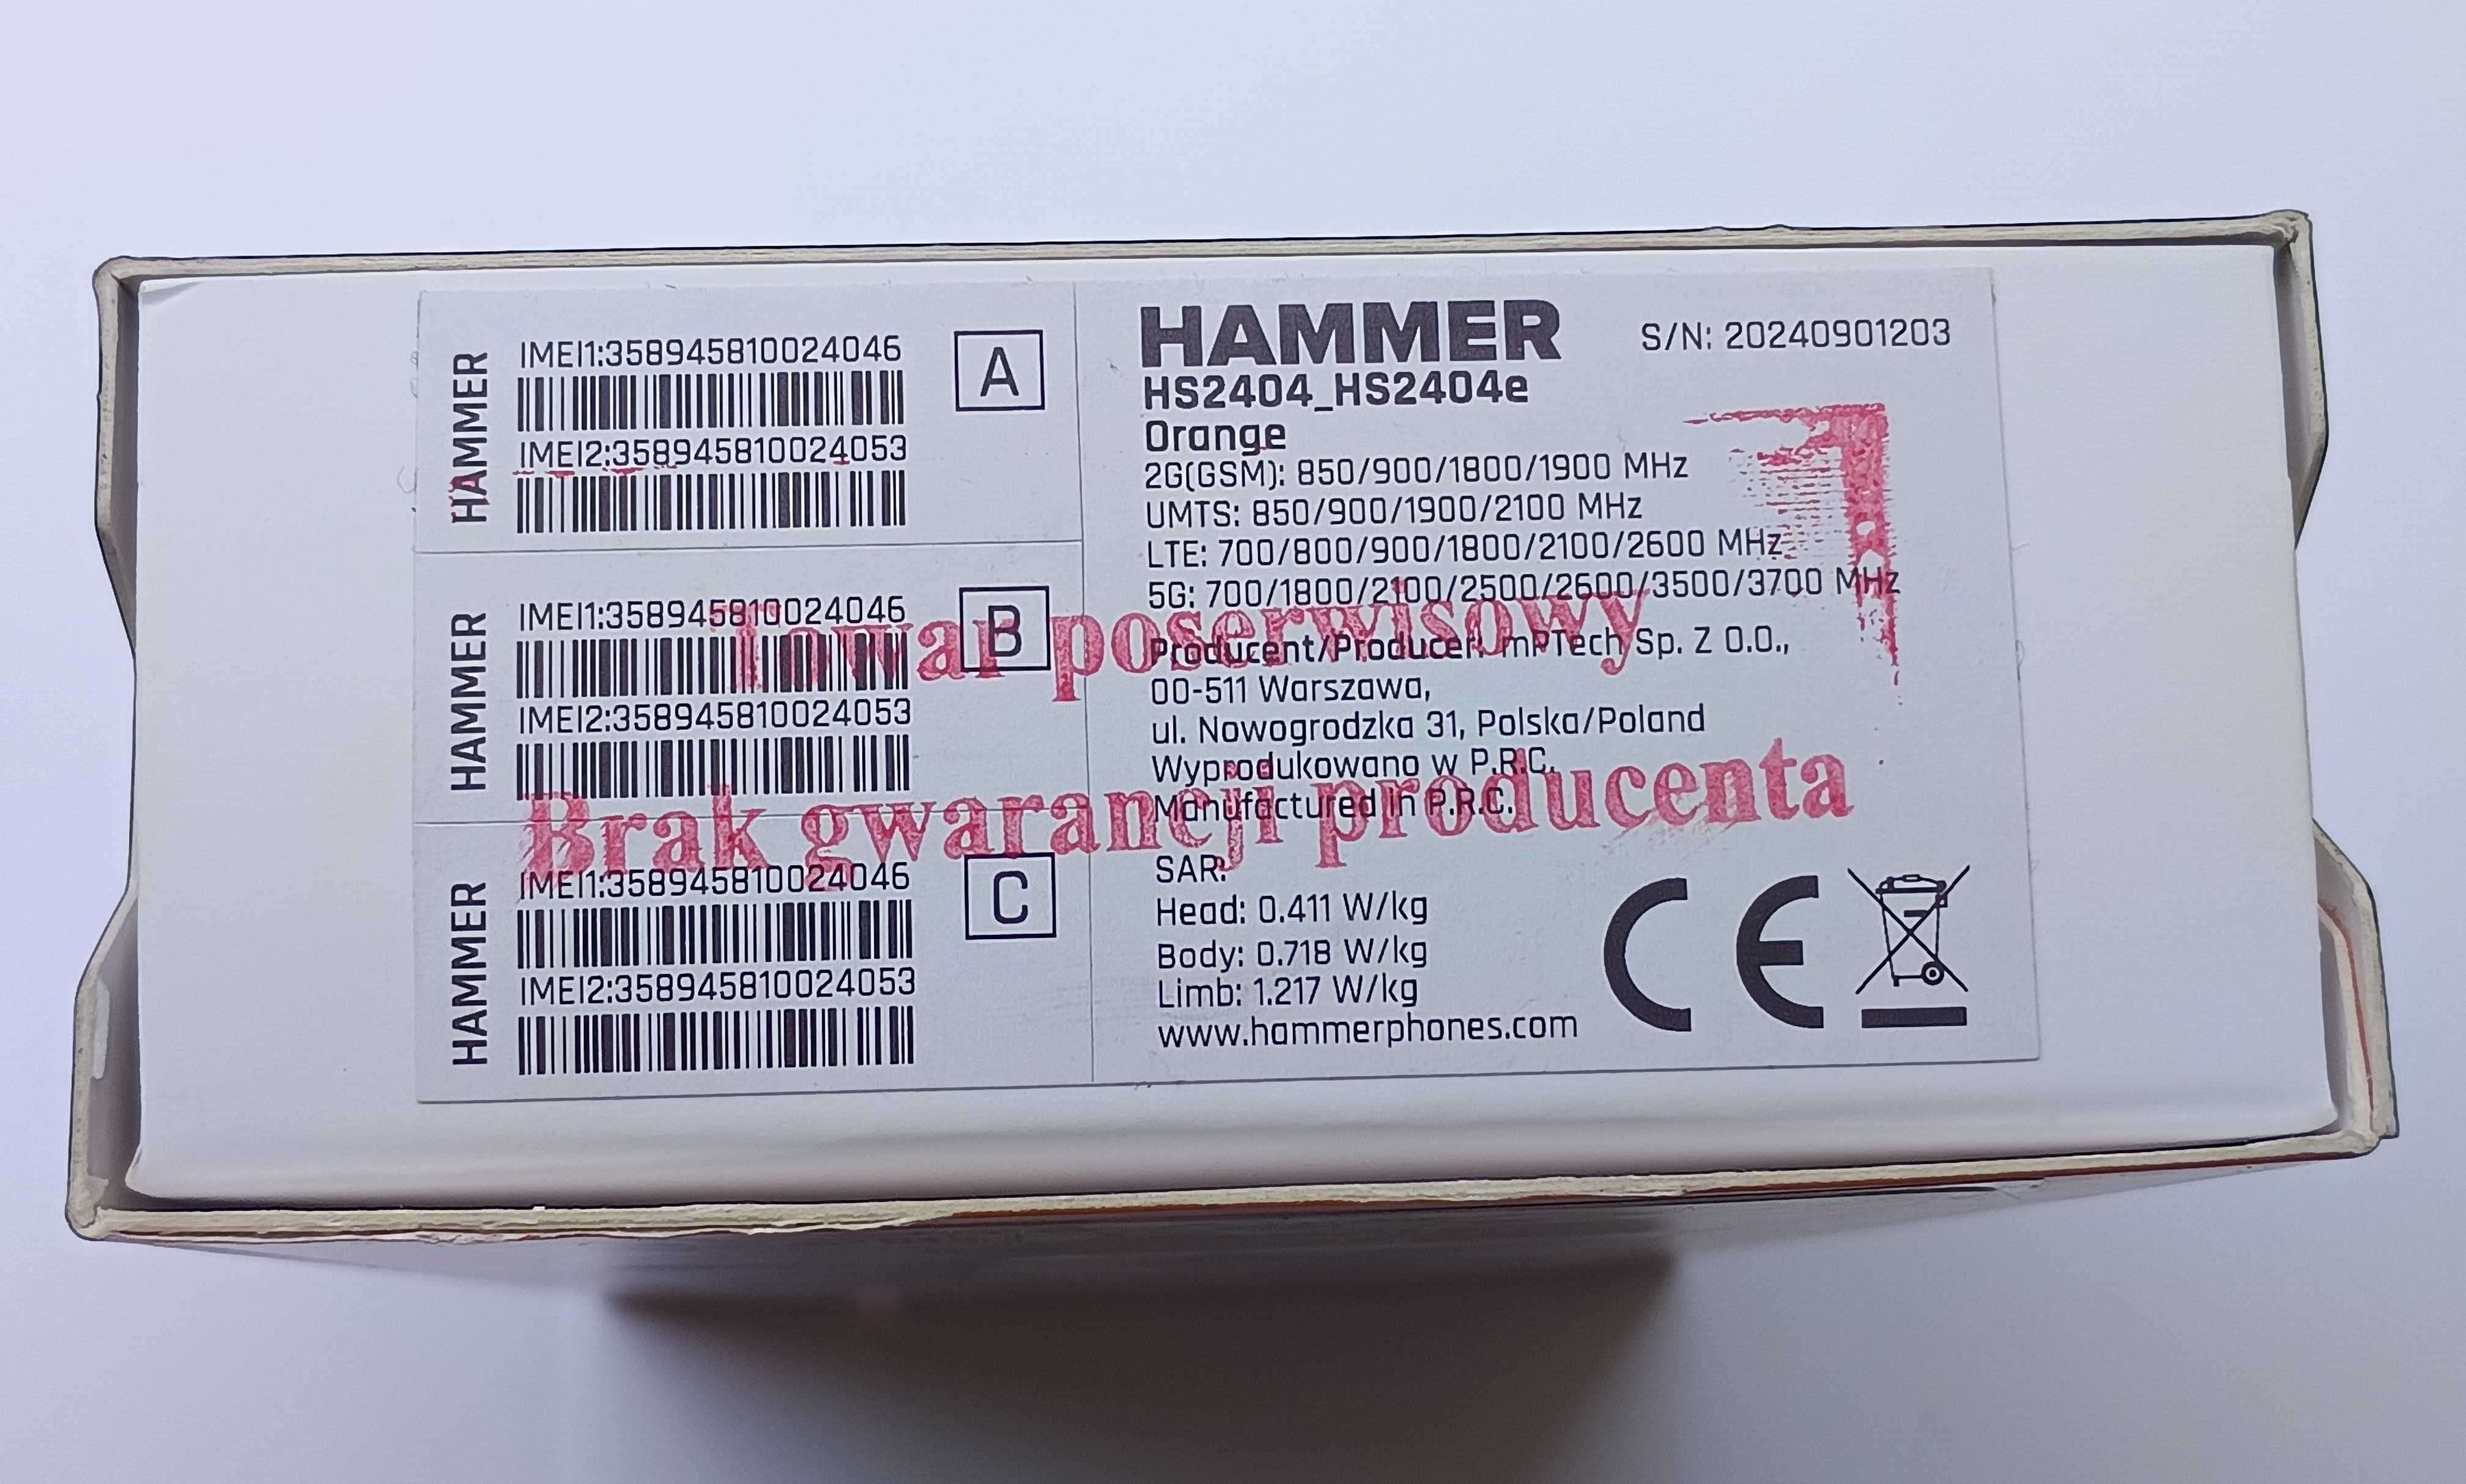 HAMMER
IMEI1:358945810024046
IMEI2:358945810024053
A
HAMMER
IMEI1:358945810024046
IMEI2:358945810024053
B
HAMMER
IMEI1:358945810024046
IMEI2:358945810024053
C
HAMMER
S/N: 20240901203
HS2404_HS2404e
Orange
2G(GSM): 850/900/1800/1900 MHz
UMTS: 850/900/1900/2100 MHz
LTE: 700/800/900/1800/2100/2600 MHz
5G: 700/1800/2100/2500/2600/3500/3700 MHz
Producent/Producer: mPTech Sp. Z O.O.,
00-511 Warszawa,
ul. Nowogrodzka 31, Polska/Poland
Wyprodukowano w P.R.C.
Manufactured in P.R.C.
SAR:
Head: 0.411 W/kg
Body: 0.718 W/kg
Limb: 1.217 W/kg
www.hammerphones.com
CE
Towar poserwisowy
Brak gwarancji producenta